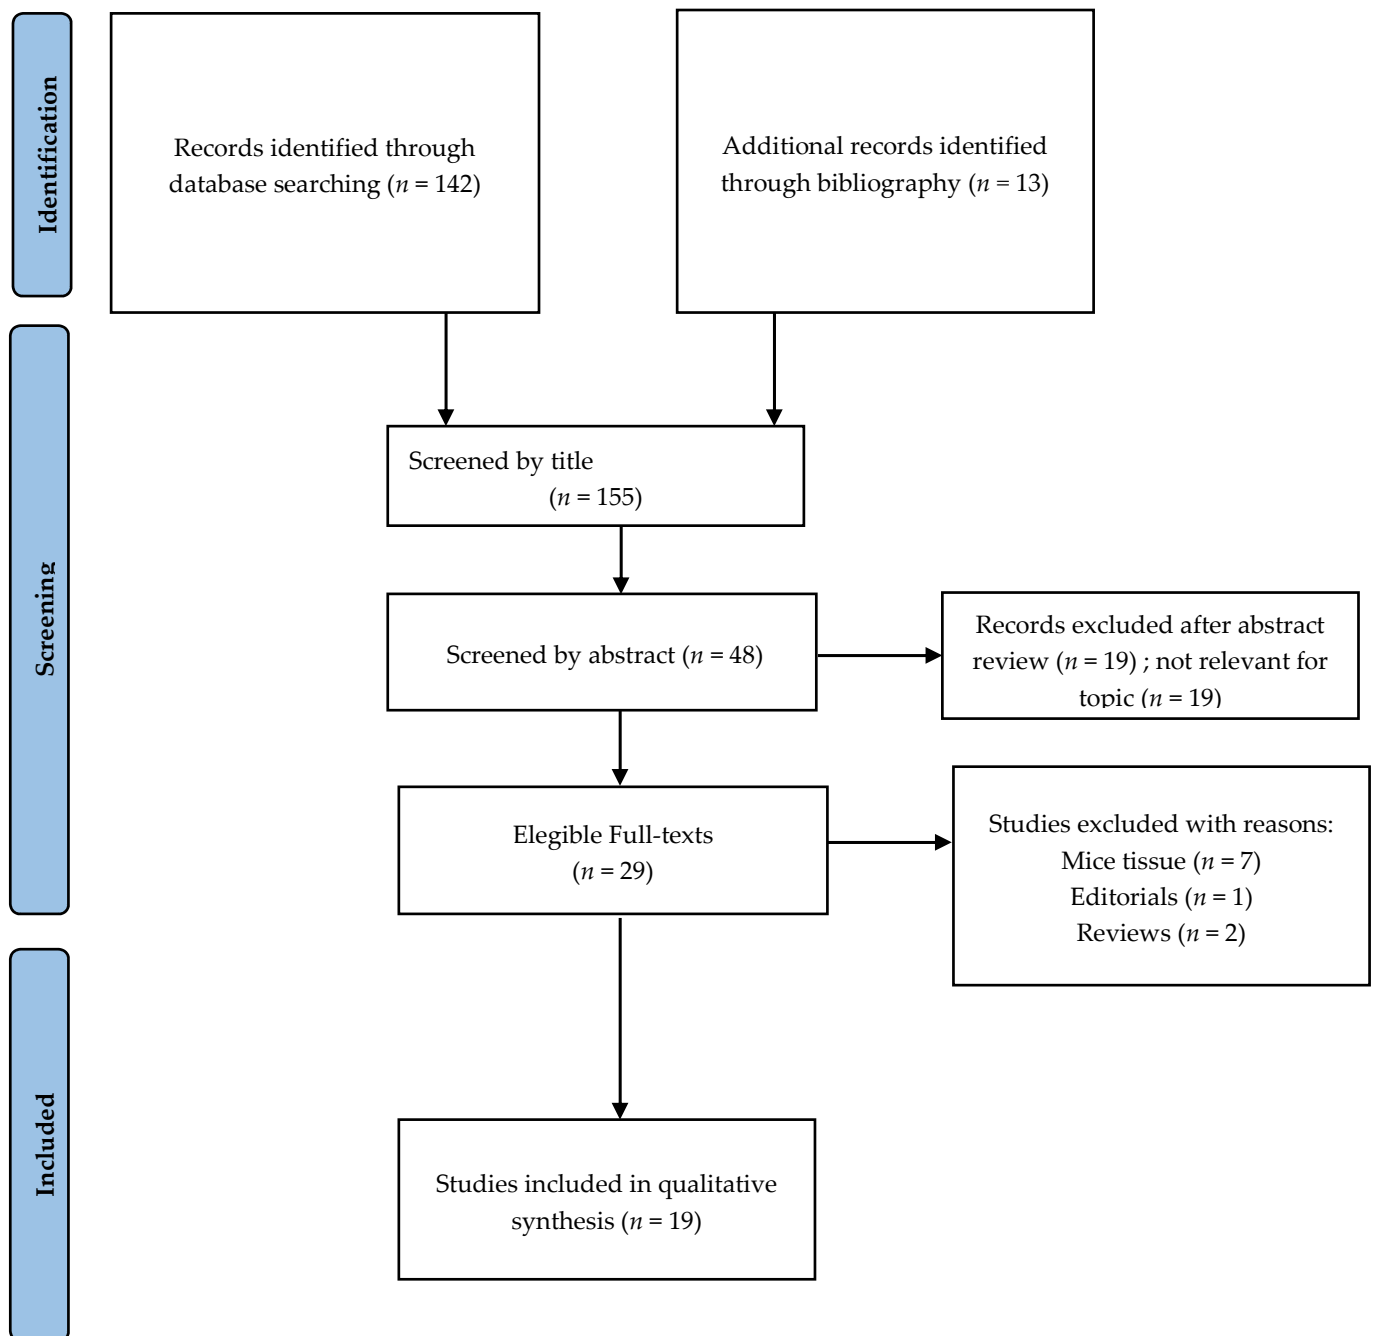 Identification
Records identified through
database searching (n = 142)
Additional records identified
through bibliography (n = 13)
Screening
Screened by title
(n = 155)
Screened by abstract (n = 48)
Records excluded after abstract
review (n = 19) ; not relevant for
topic (n = 19)
Elegible Full-texts
(n = 29)
Studies excluded with reasons:
Mice tissue (n = 7)
Editorials (n = 1)
Reviews (n = 2)
Included
Studies included in qualitative
synthesis (n = 19)